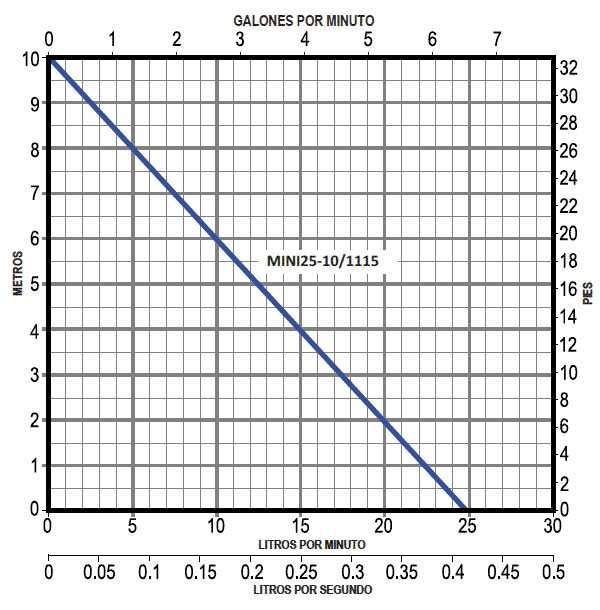 GALONES POR MINUTO
0 1 2 3 4 5 6 7
10 32
9 30
28
8 26
7 24
22
6 20
MINI25-10/1115
18
METROS
5 16
PIES
4 14
12
3 10
2 8
6
1 4
2
0 0
0 5 10 15 20 25 30
LITROS POR MINUTO
0 0.05 0.1 0.15 0.2 0.25 0.3 0.35 0.4 0.45 0.5
LITROS POR SEGUNDO